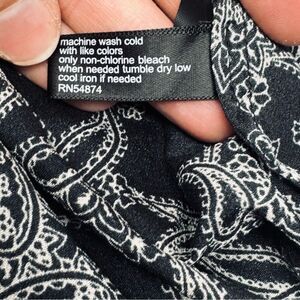 machine wash cold
with like colors
only non-chlorine bleach
when needed tumble dry low
cool iron if needed
RN54874